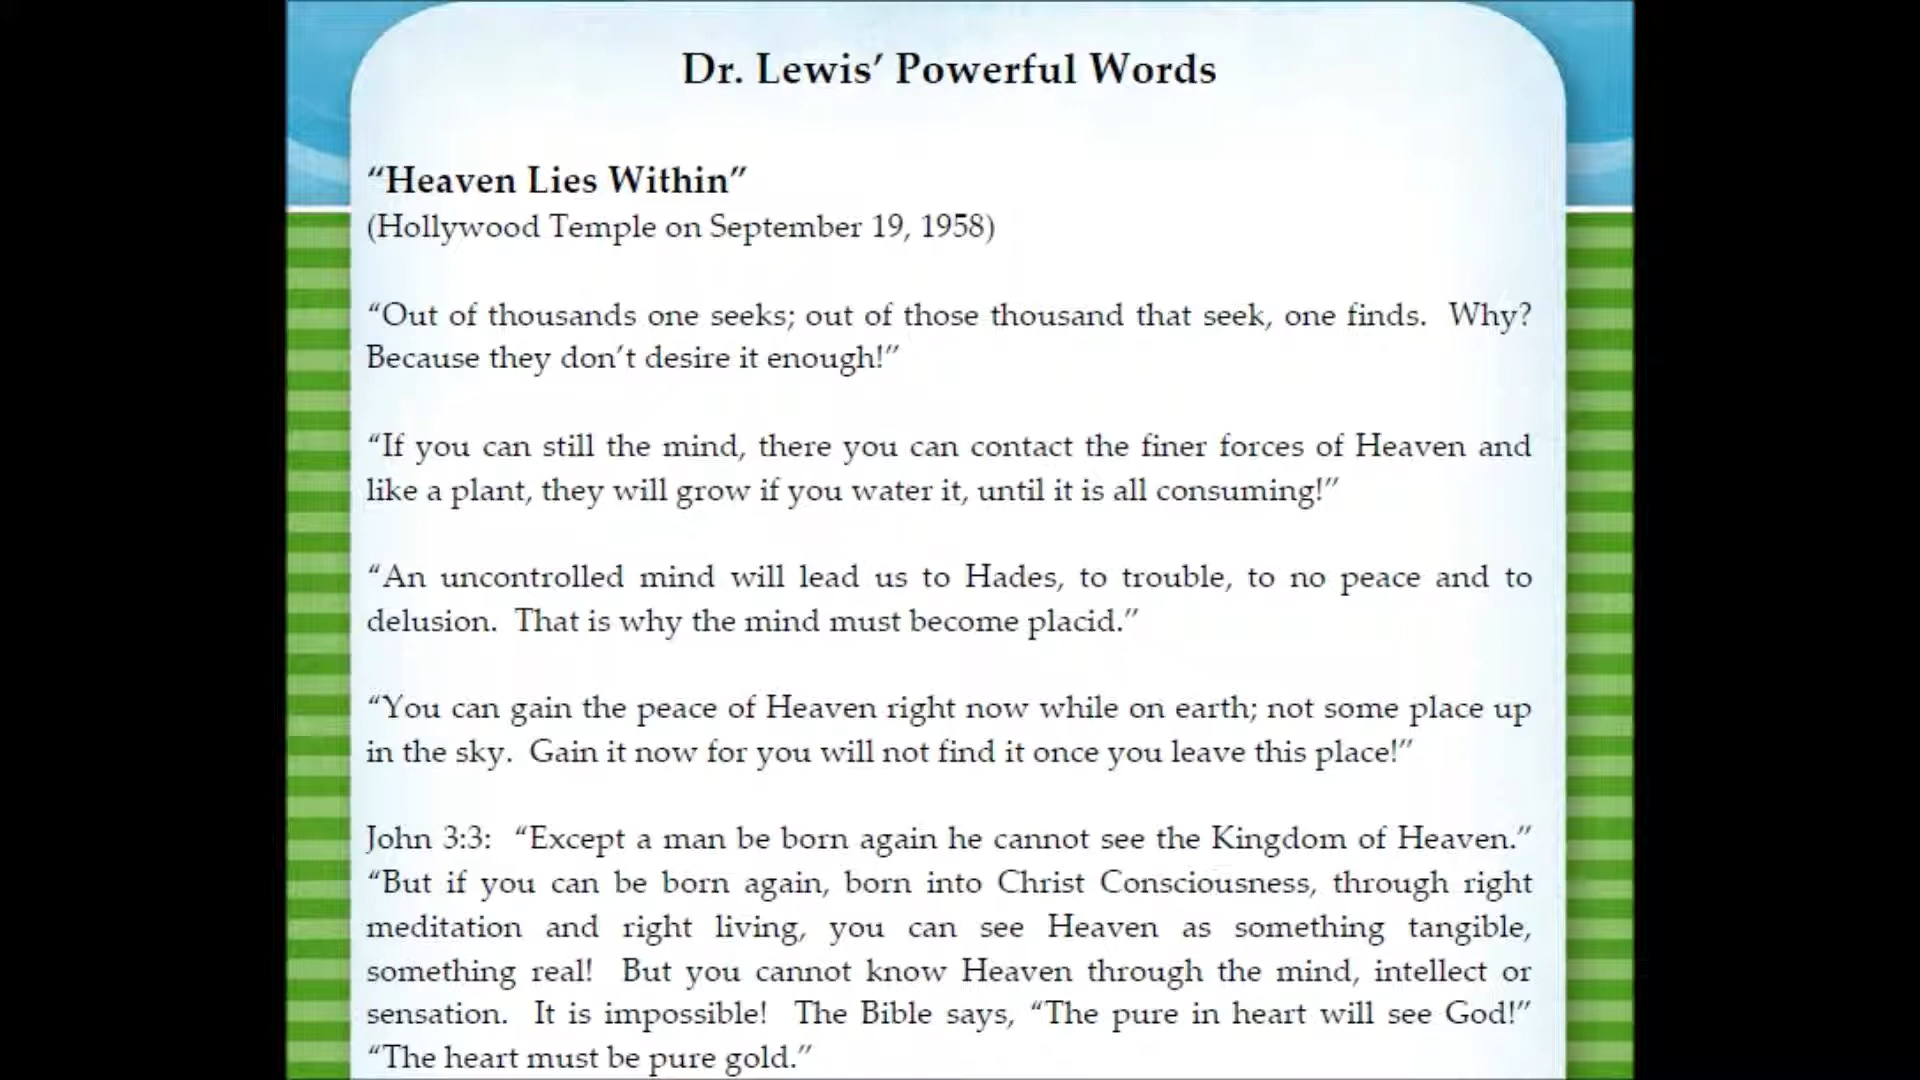 Dr. Lewis’ Powerful Words
“Heaven Lies Within”
(Hollywood Temple on September 19, 1958)
“Out of thousands one seeks; out of those thousand that seek, one finds.  Why?
Because they don’t desire it enough!”
“If you can still the mind, there you can contact the finer forces of Heaven and
like a plant, they will grow if you water it, until it is all consuming!”
“An uncontrolled mind will lead us to Hades, to trouble, to no peace and to
delusion.  That is why the mind must become placid.”
“You can gain the peace of Heaven right now while on earth; not some place up
in the sky.  Gain it now for you will not find it once you leave this place!”
John 3:3:  “Except a man be born again he cannot see the Kingdom of Heaven.”
“But if you can be born again, born into Christ Consciousness, through right
meditation and right living, you can see Heaven as something tangible,
something real!  But you cannot know Heaven through the mind, intellect or
sensation.  It is impossible!  The Bible says, “The pure in heart will see God!”
“The heart must be pure gold.”